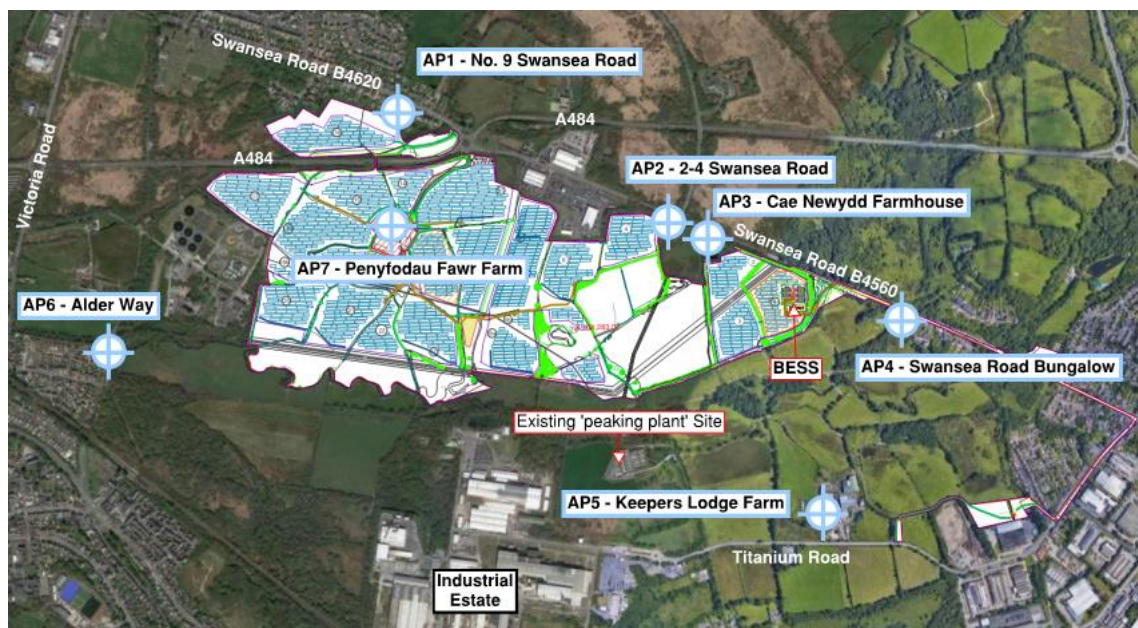 Swansea Road B4620
AP1 - No. 9 Swansea Road
A484
A484
Victoria Road
AP2 - 2-4 Swansea Road
AP3 - Cae Newydd Farmhouse
Swansea Road B4560
AP7 - Penyfodau Fawr Farm
AP6 - Alder Way
BESS
AP4 - Swansea Road Bungalow
Existing 'peaking plant' Site
AP5 - Keepers Lodge Farm
Titanium Road
Industrial
Estate